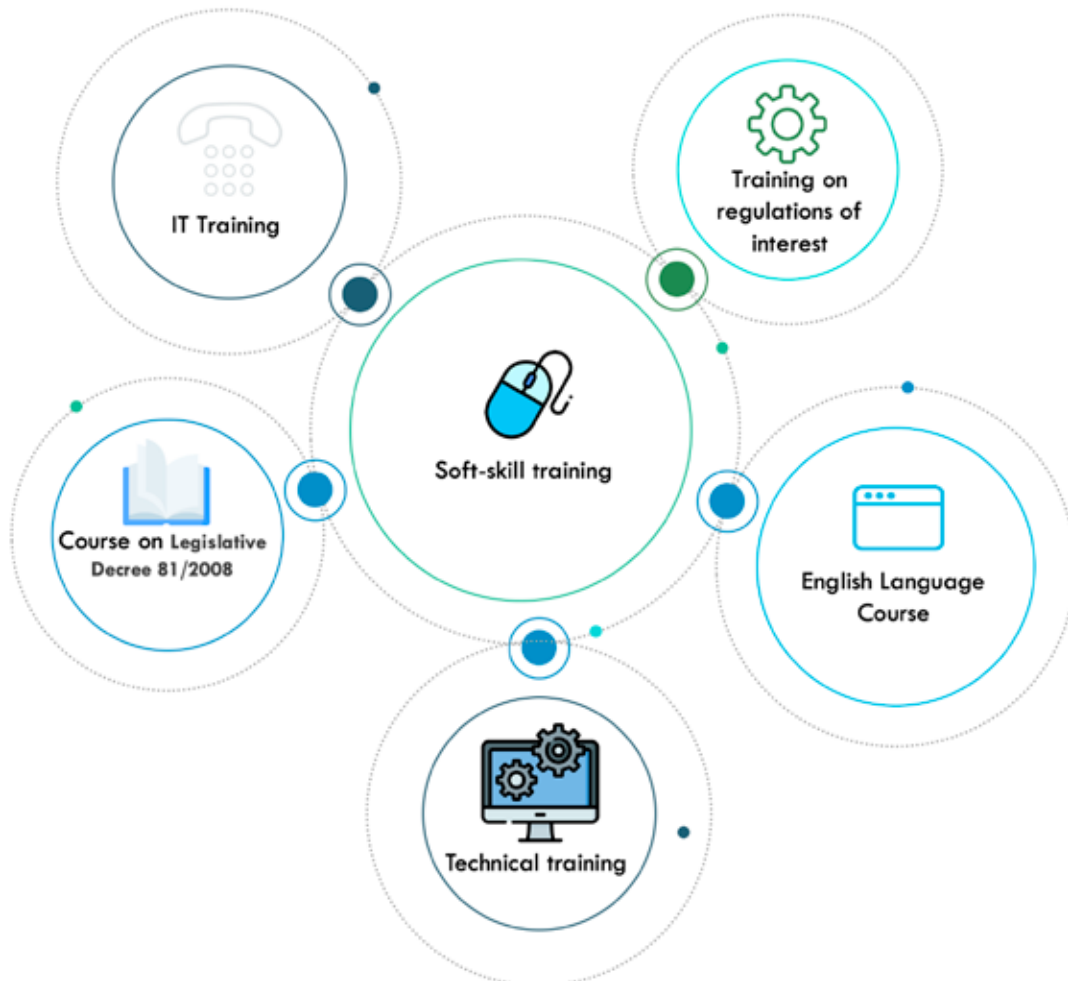 IT Training
Training on
regulations of
interest
Soft-skill training
Course on Legislative
Decree 81/2008
English Language
Course
Technical training